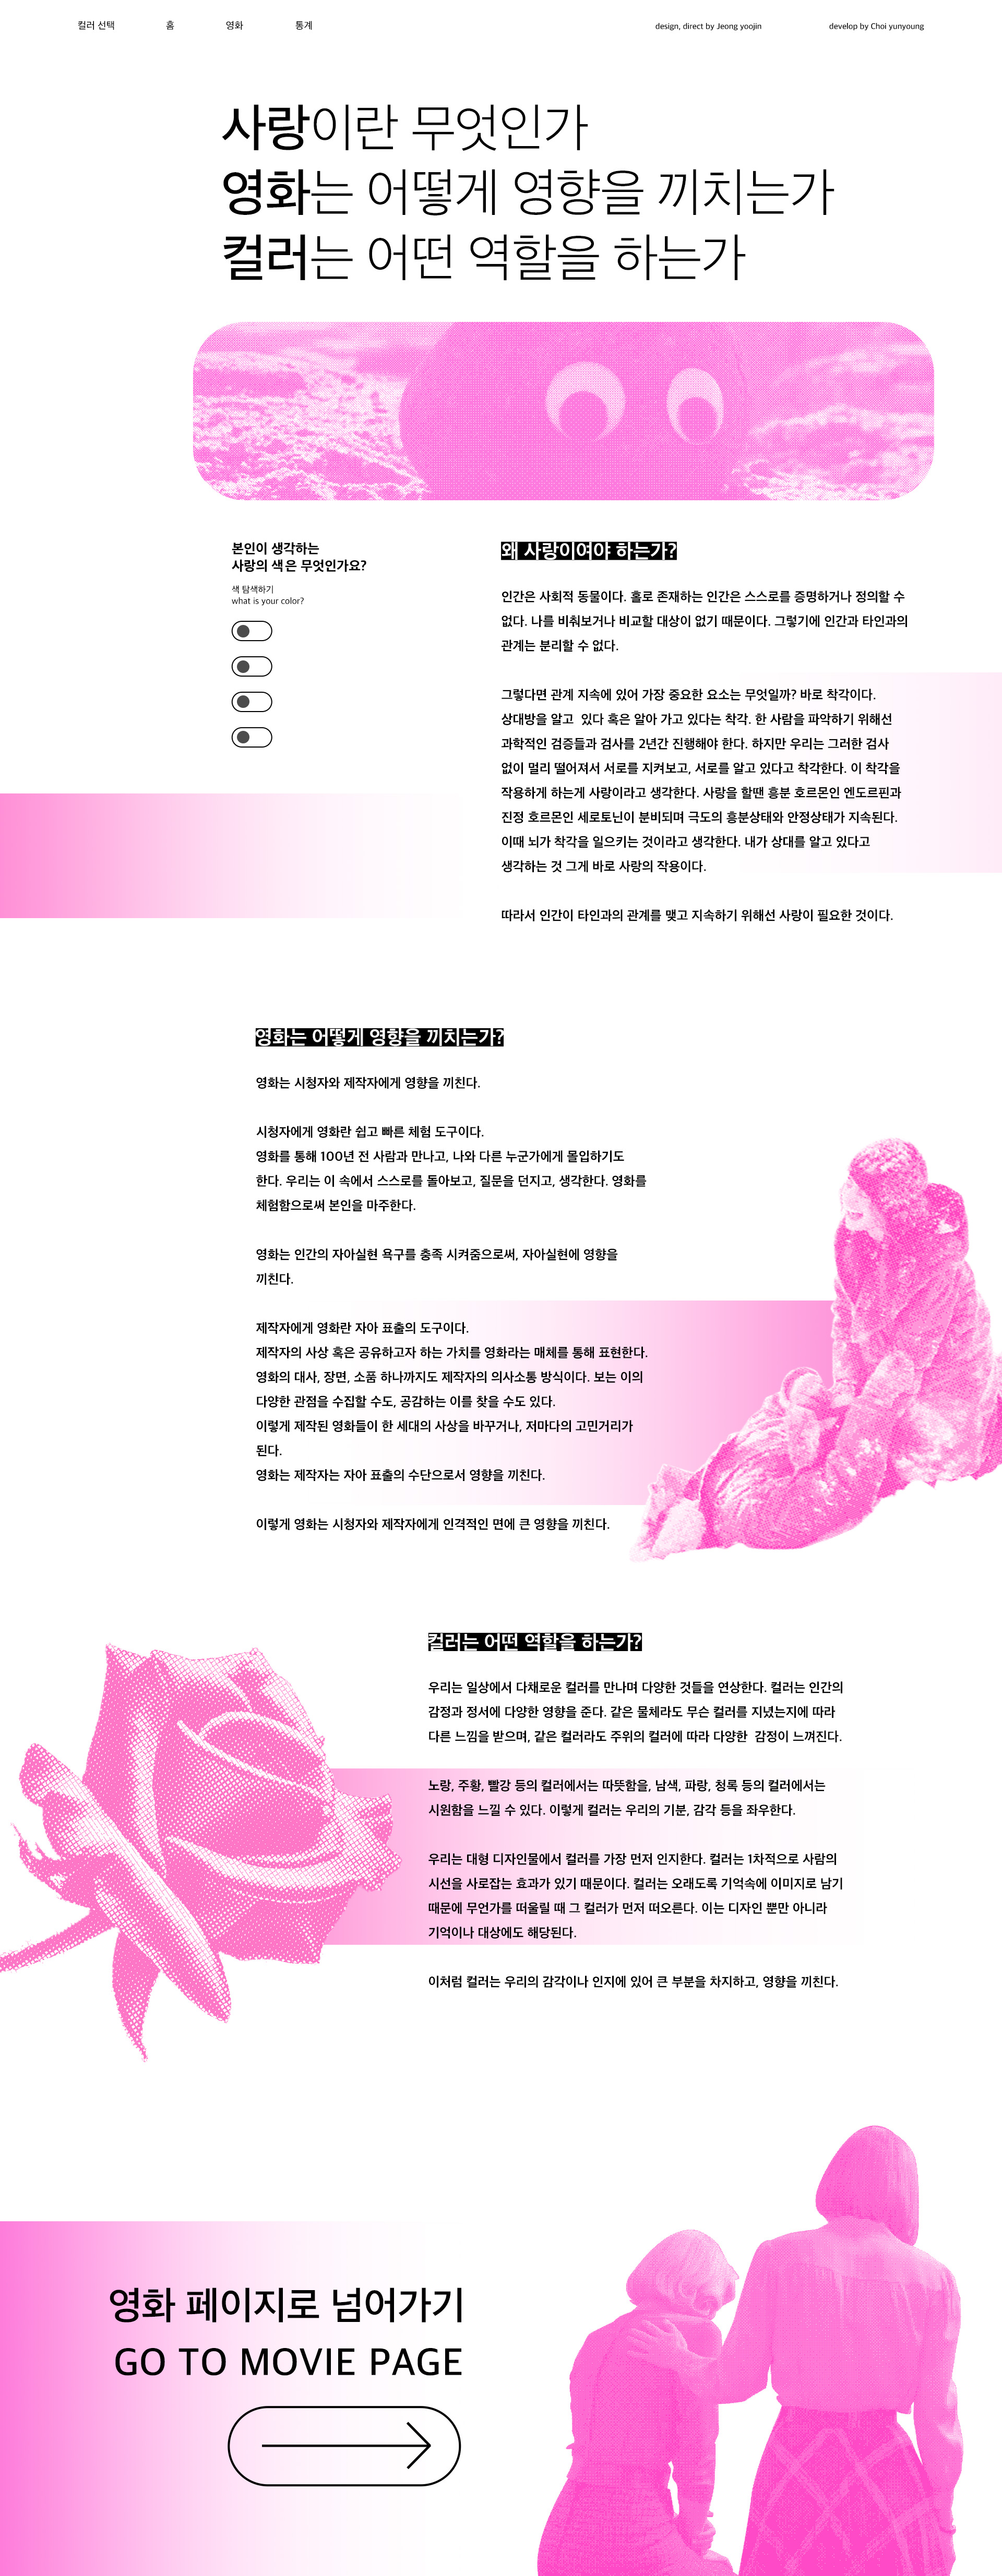 컬러 선택 홈 영화 통계 design, direct by Jeong yoojin develop by Choi yunyoung
사랑이란 무엇인가
영화는 어떻게 영향을 끼치는가
컬러는 어떤 역할을 하는가
본인이 생각하는
사랑의 색은 무엇인가요?
색 탐색하기
what is your color?
왜 사랑이여야 하는가?
인간은 사회적 동물이다. 홀로 존재하는 인간은 스스로를 증명하거나 정의할 수
없다. 나를 비춰보거나 비교할 대상이 없기 때문이다. 그렇기에 인간과 타인과의
관계는 분리할 수 없다.
그렇다면 관계 지속에 있어 가장 중요한 요소는 무엇일까? 바로 착각이다.
상대방을 알고 있다 혹은 알아 가고 있다는 착각. 한 사람을 파악하기 위해선
과학적인 검증들과 검사를 2년간 진행해야 한다. 하지만 우리는 그러한 검사
없이 멀리 떨어져서 서로를 지켜보고, 서로를 알고 있다고 착각한다. 이 착각을
작용하게 하는게 사랑이라고 생각한다. 사랑을 할땐 흥분 호르몬인 엔도르핀과
진정 호르몬인 세로토닌이 분비되며 극도의 흥분상태와 안정상태가 지속된다.
이때 뇌가 착각을 일으키는 것이라고 생각한다. 내가 상대를 알고 있다고
생각하는 것 그게 바로 사랑의 작용이다.
따라서 인간이 타인과의 관계를 맺고 지속하기 위해선 사랑이 필요한 것이다.
영화는 어떻게 영향을 끼치는가?
영화는 시청자와 제작자에게 영향을 끼친다.
시청자에게 영화란 쉽고 빠른 체험 도구이다.
영화를 통해 100년 전 사람과 만나고, 나와 다른 누군가에게 몰입하기도
한다. 우리는 이 속에서 스스로를 돌아보고, 질문을 던지고, 생각한다. 영화를
체험함으로써 본인을 마주한다.
영화는 인간의 자아실현 욕구를 충족 시켜줌으로써, 자아실현에 영향을
끼친다.
제작자에게 영화란 자아 표출의 도구이다.
제작자의 사상 혹은 공유하고자 하는 가치를 영화라는 매체를 통해 표현한다.
영화의 대사, 장면, 소품 하나까지도 제작자의 의사소통 방식이다. 보는 이의
다양한 관점을 수집할 수도, 공감하는 이를 찾을 수도 있다.
이렇게 제작된 영화들이 한 세대의 사상을 바꾸거나, 저마다의 고민거리가
된다.
영화는 제작자는 자아 표출의 수단으로서 영향을 끼친다.
이렇게 영화는 시청자와 제작자에게 인격적인 면에 큰 영향을 끼친다.
컬러는 어떤 역할을 하는가?
우리는 일상에서 다채로운 컬러를 만나며 다양한 것들을 연상한다. 컬러는 인간의
감정과 정서에 다양한 영향을 준다. 같은 물체라도 무슨 컬러를 지녔는지에 따라
다른 느낌을 받으며, 같은 컬러라도 주위의 컬러에 따라 다양한 감정이 느껴진다.
노랑, 주황, 빨강 등의 컬러에서는 따뜻함을, 남색, 파랑, 청록 등의 컬러에서는
시원함을 느낄 수 있다. 이렇게 컬러는 우리의 기분, 감각 등을 좌우한다.
우리는 대형 디자인물에서 컬러를 가장 먼저 인지한다. 컬러는 1차적으로 사람의
시선을 사로잡는 효과가 있기 때문이다. 컬러는 오래도록 기억속에 이미지로 남기
때문에 무언가를 떠올릴 때 그 컬러가 먼저 떠오른다. 이는 디자인 뿐만 아니라
기억이나 대상에도 해당된다.
이처럼 컬러는 우리의 감각이나 인지에 있어 큰 부분을 차지하고, 영향을 끼친다.
영화 페이지로 넘어가기
GO TO MOVIE PAGE